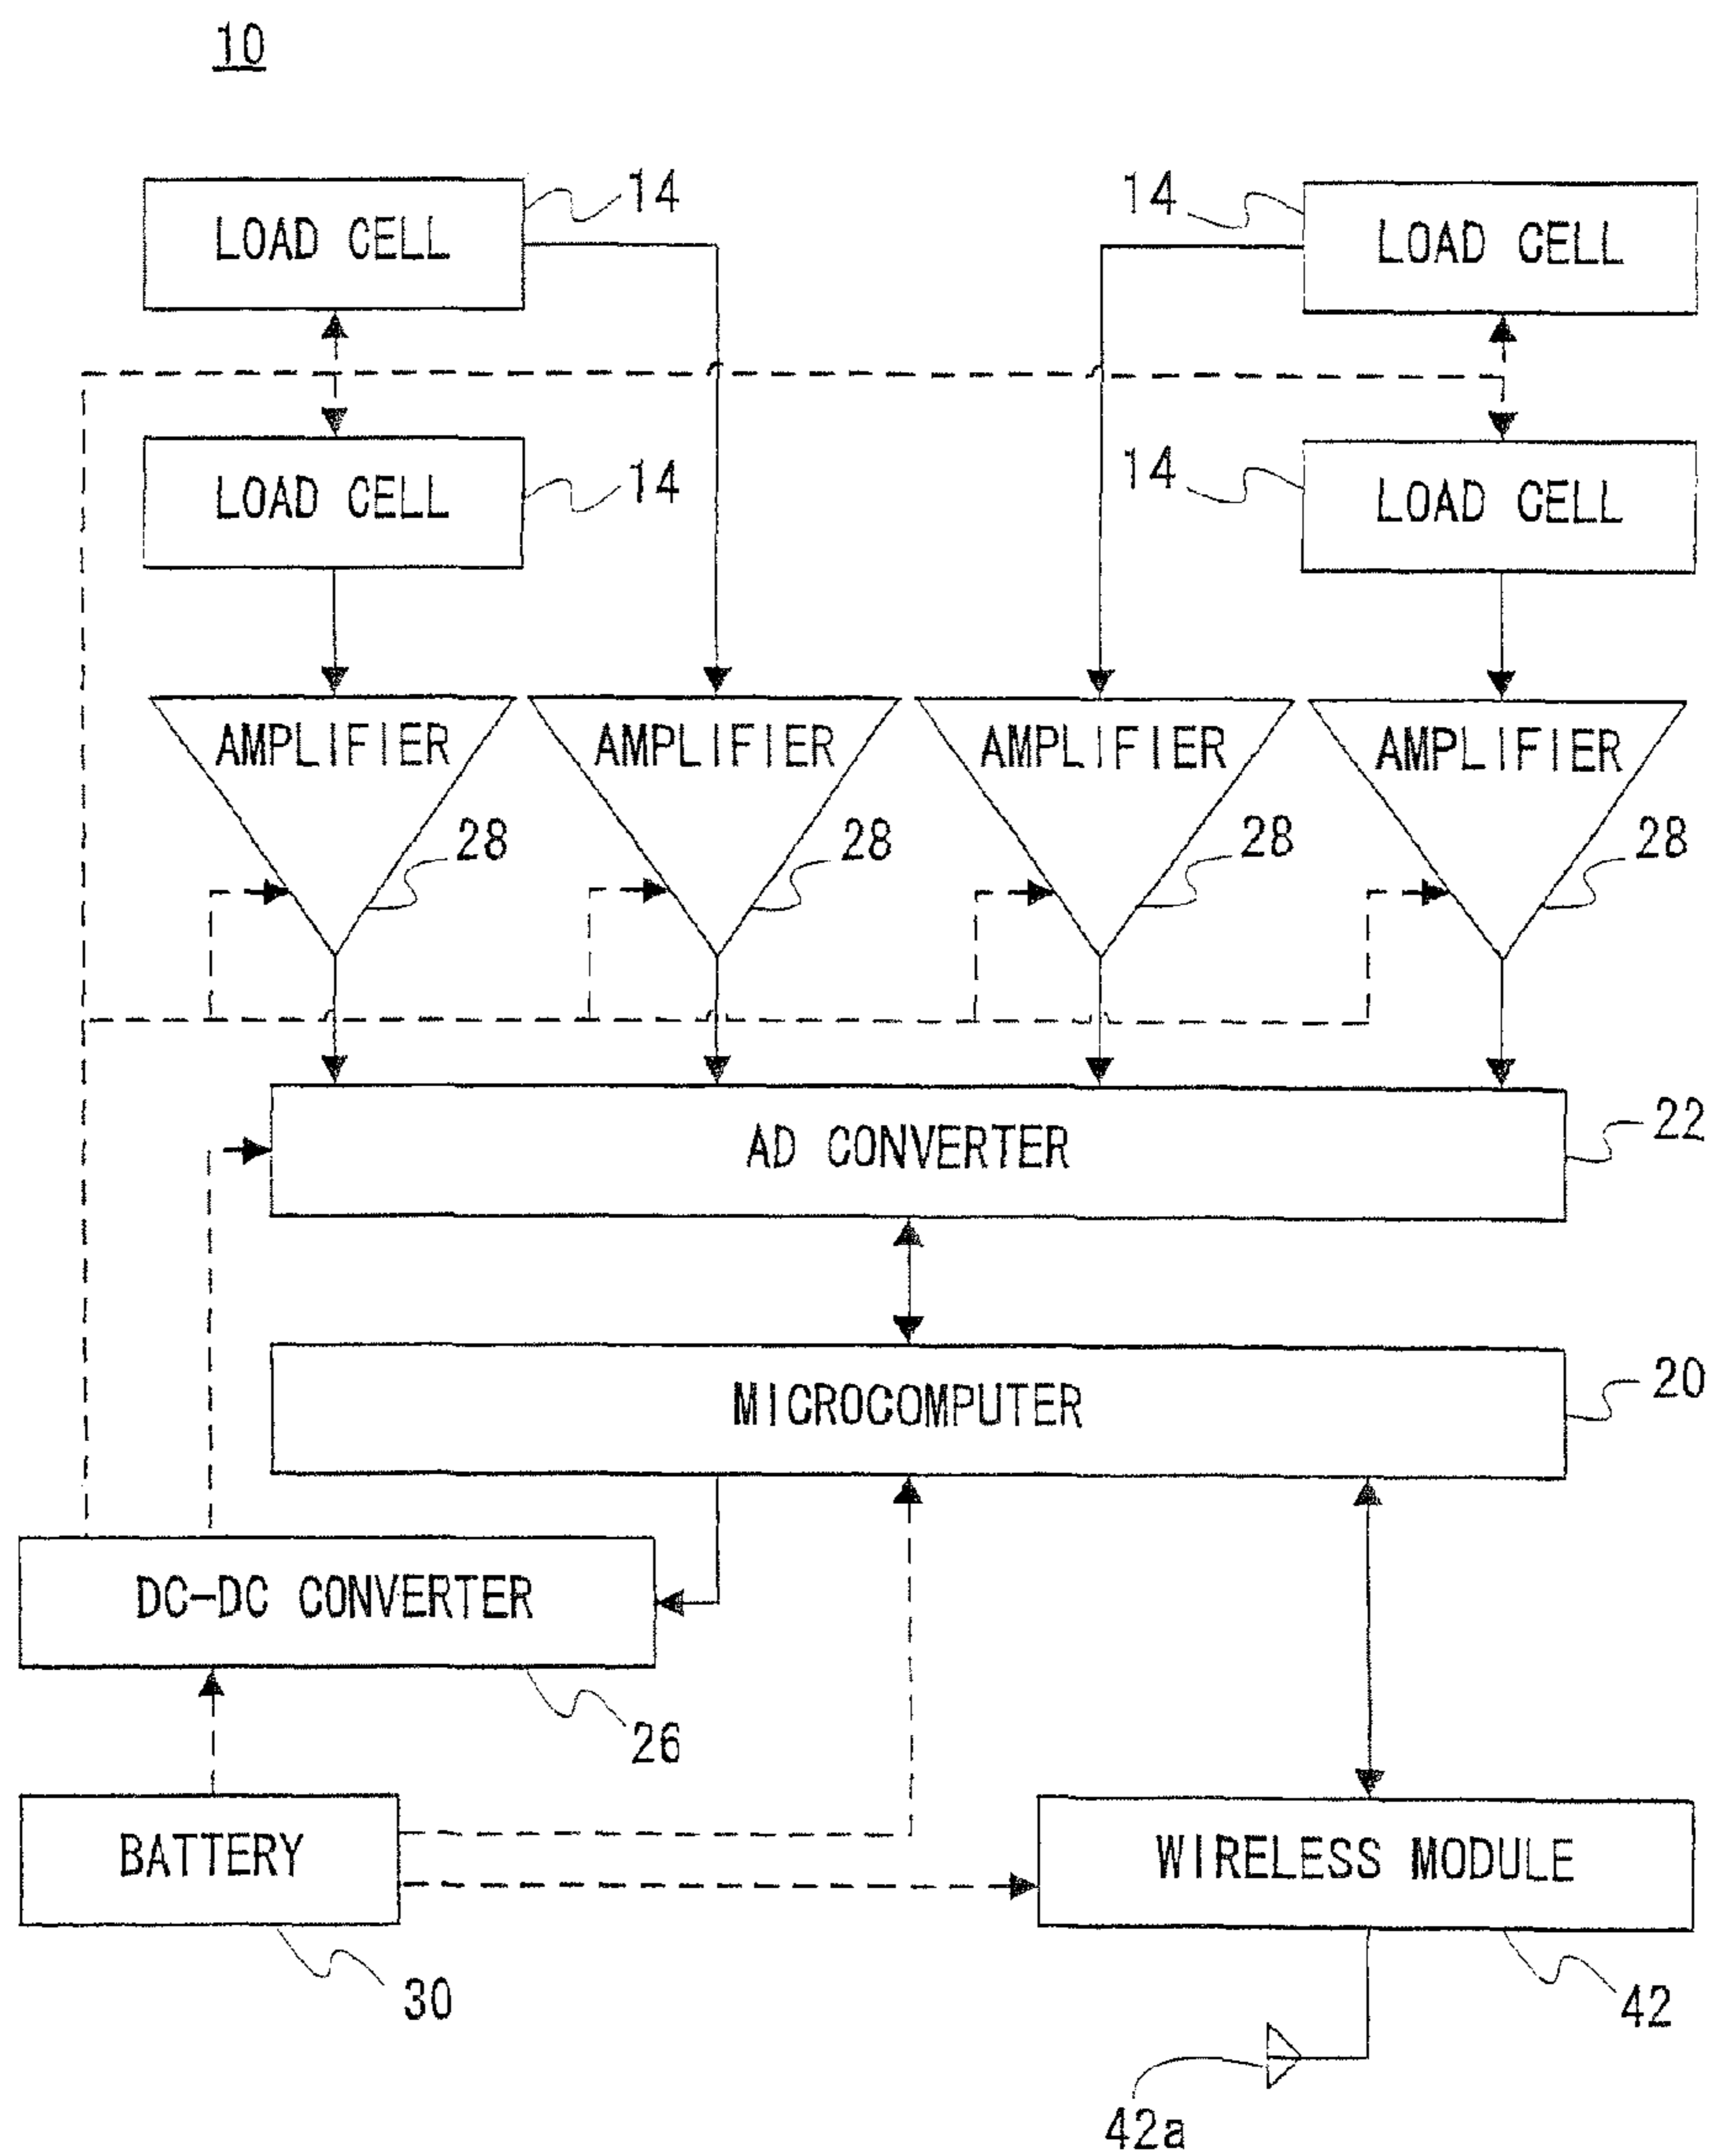 10
LOAD CELL 14 14 LOAD CELL
LOAD CELL 14 14 LOAD CELL
AMPLIFIER AMPLIFIER AMPLIFIER AMPLIFIER
28 28 28 28
AD CONVERTER 22
MICROCOMPUTER 20
DC-DC CONVERTER
26
BATTERY WIRELESS MODULE
30 42
42a